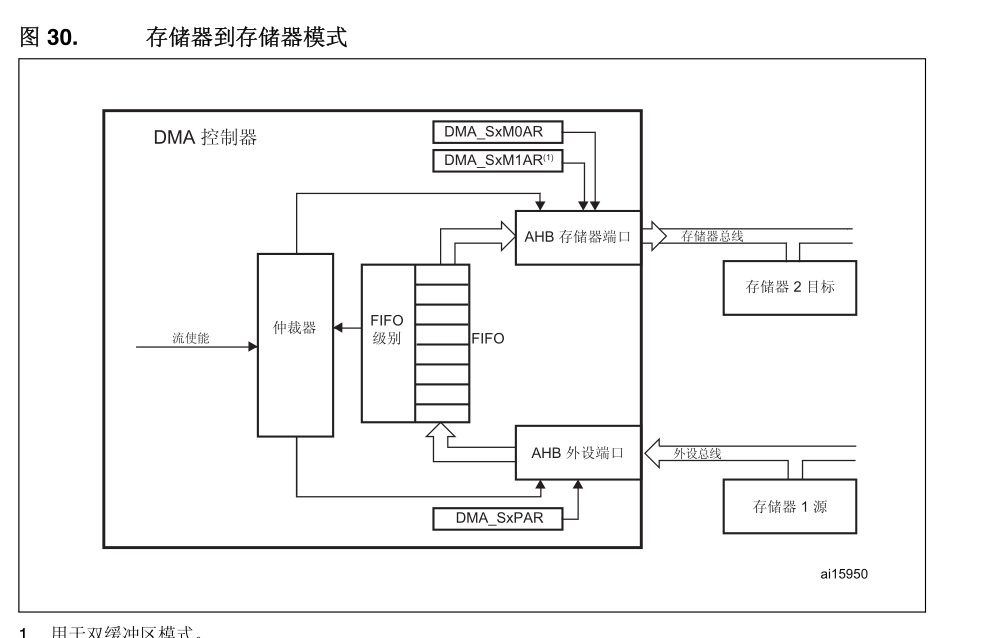 图 30. 存储器到存储器模式
DMA 控制器
DMA_SxM0AR
DMA_SxM1AR(1)
AHB 存储器端口
存储器总线
存储器 2 目标
仲裁器
流使能
FIFO
级别
FIFO
AHB 外设端口
外设总线
存储器 1 源
DMA_SxPAR
ai15950
1. 用于双缓冲区模式。